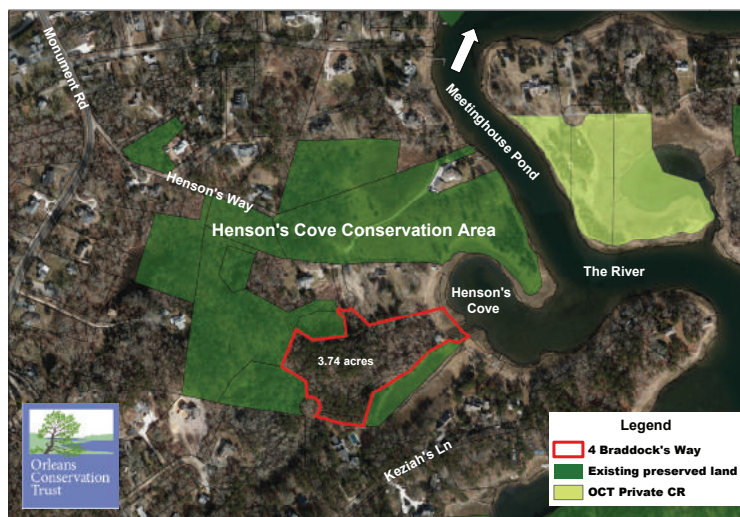 Monument Rd
Meetinghouse Pond
Henson's Way
Henson's Cove Conservation Area
The River
Henson's
Cove
3.74 acres
Keziah's Ln
Orleans
Conservation
Trust
Legend
4 Braddock's Way
Existing preserved land
OCT Private CR